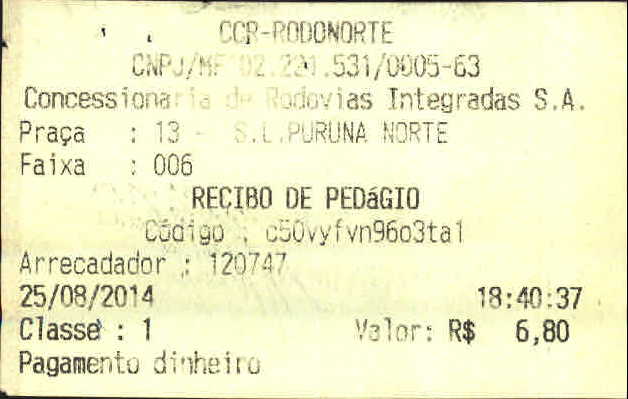 CCR-RODONORTE
CNPJ/MF 02.221.531/0005-63
Concessionaria de Rodovias Integradas S.A.
Praça : 13 - S.L.PURUNA NORTE
Faixa : 006
RECIBO DE PEDáGIO
Código : c50vyfvn96o3ta1
Arrecadador : 120747
25/08/2014 18:40:37
Classe : 1 Valor: R$ 6,80
Pagamento dinheiro